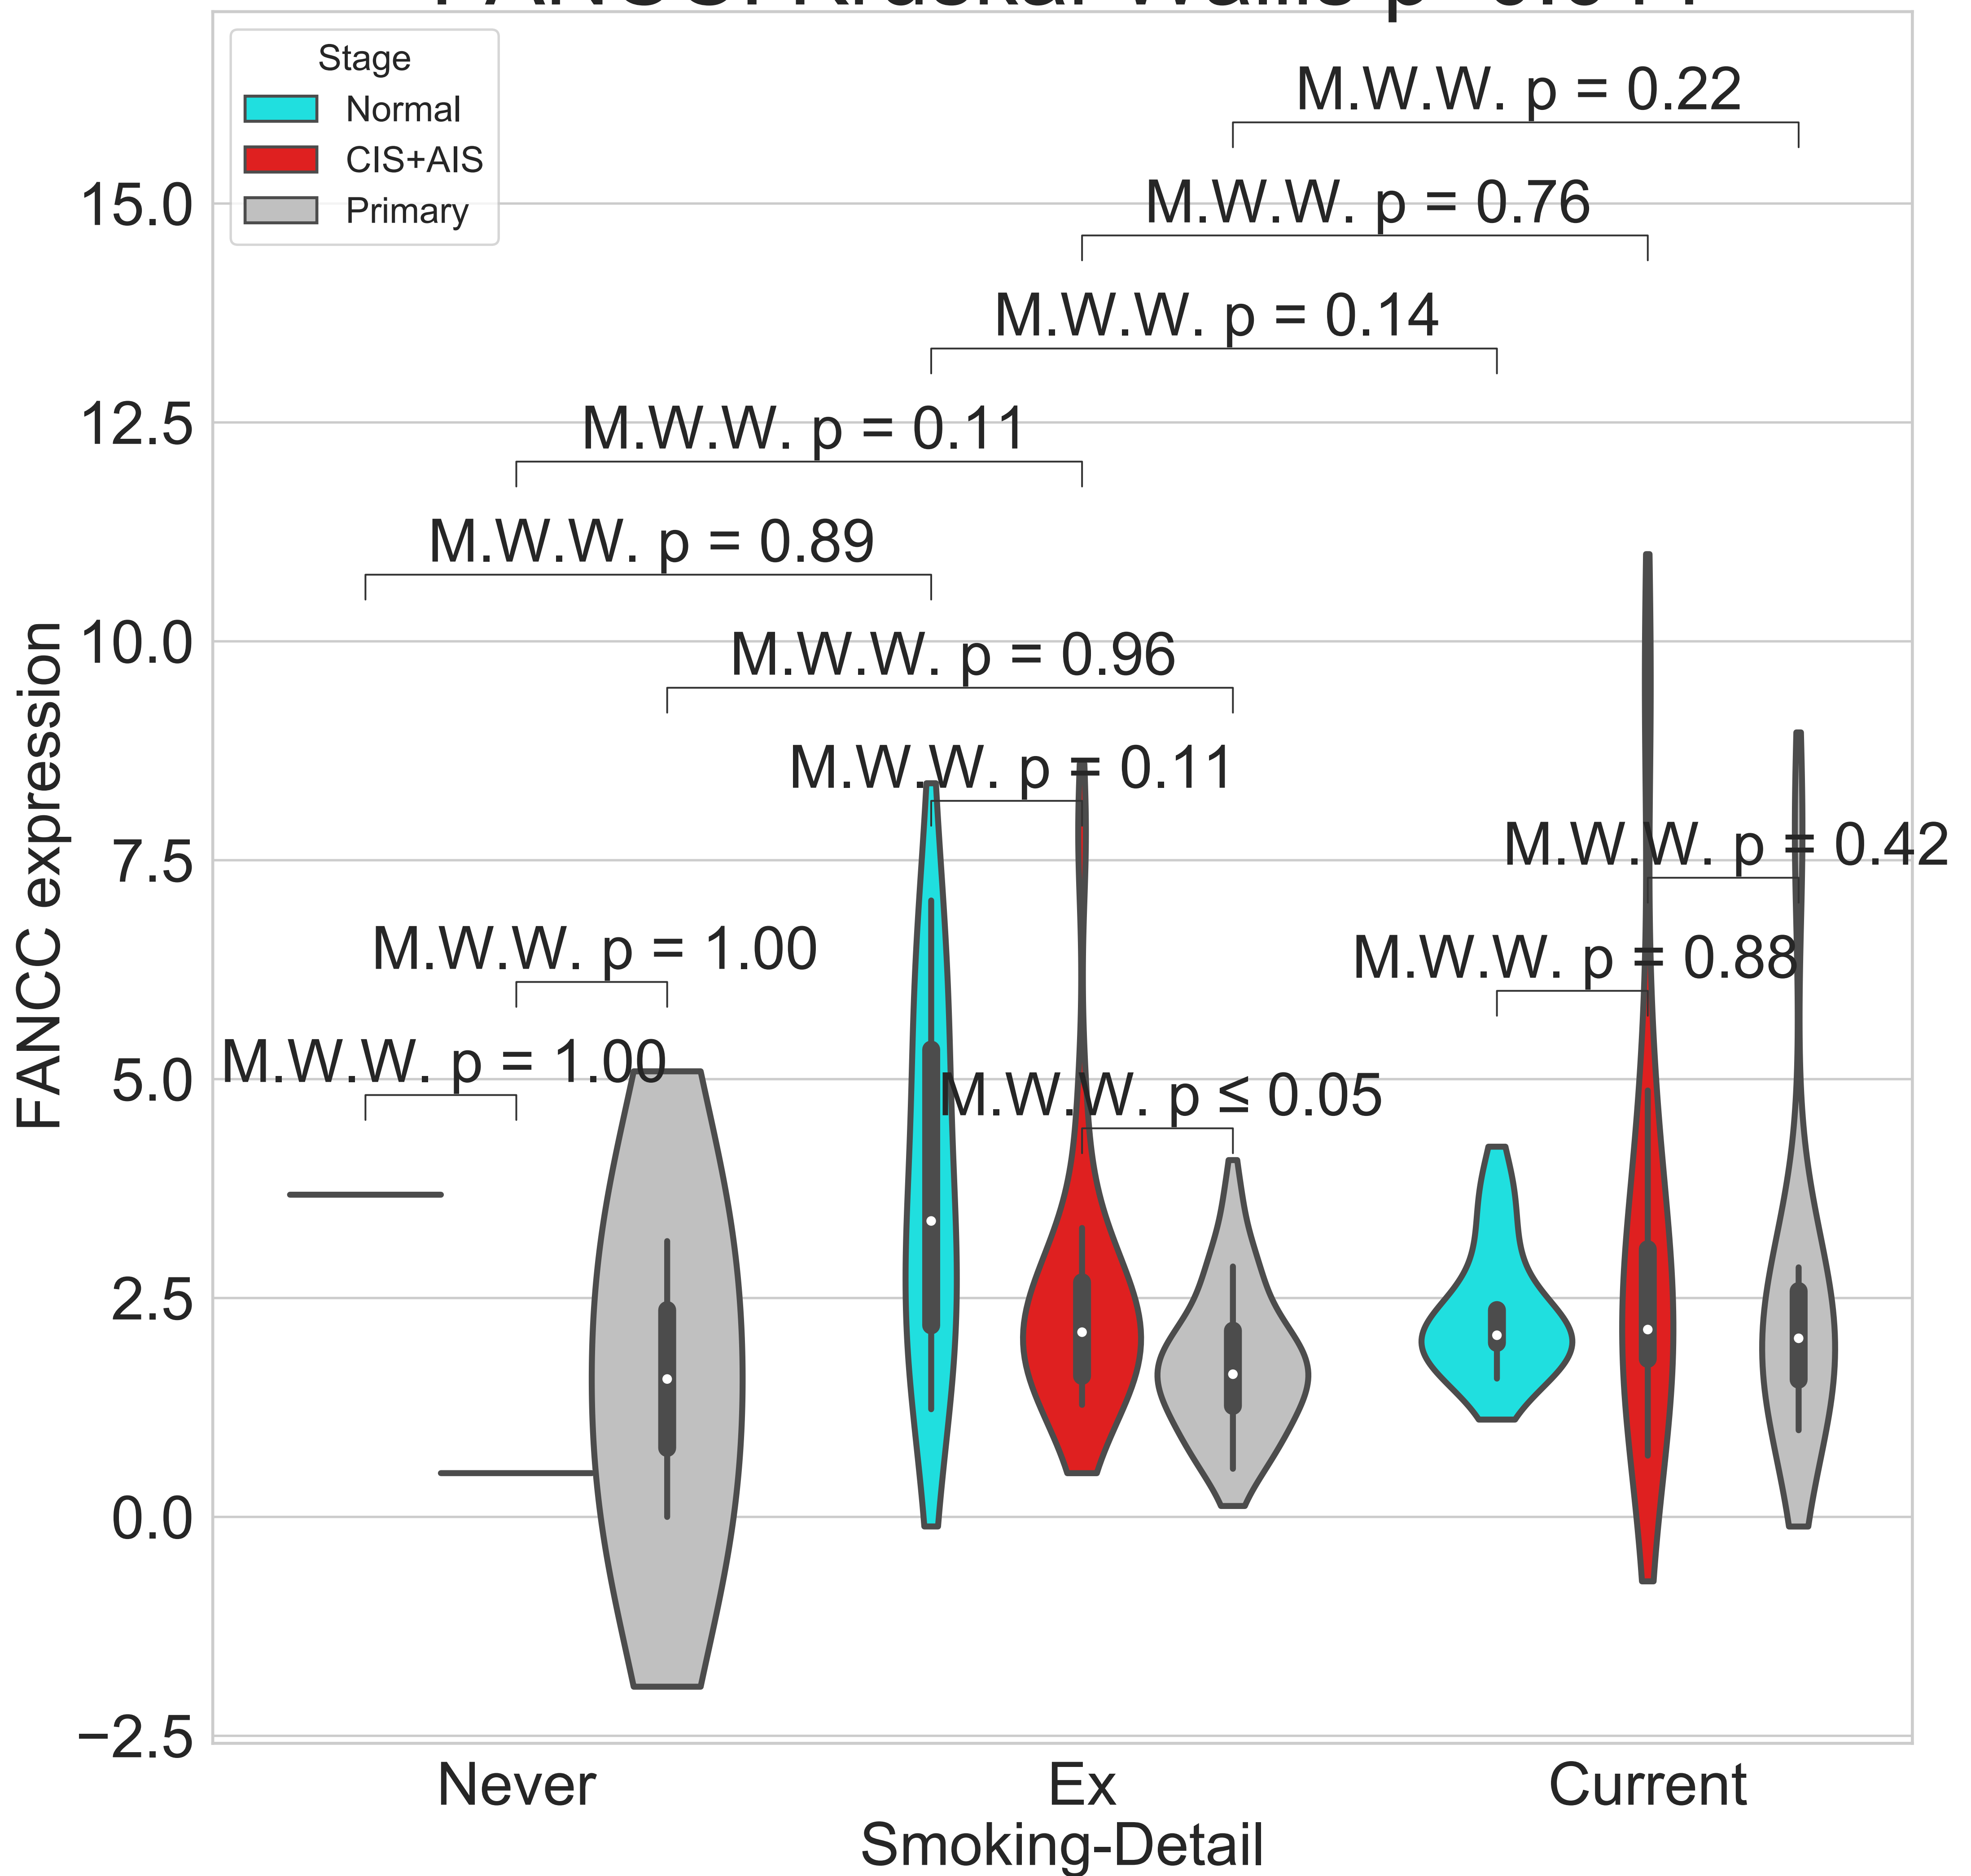 Stage
Normal
CIS+AIS
Primary
M.W.W. p = 0.22
M.W.W. p = 0.76
M.W.W. p = 0.14
M.W.W. p = 0.11
M.W.W. p = 0.89
M.W.W. p = 0.96
M.W.W. p = 0.11
M.W.W. p = 0.42
M.W.W. p = 1.00
M.W.W. p = 0.88
M.W.W. p = 1.00
M.W.W. p ≤ 0.05
15.0
12.5
10.0
7.5
5.0
2.5
0.0
−2.5
FANCC expression
Never
Ex
Current
Smoking-Detail